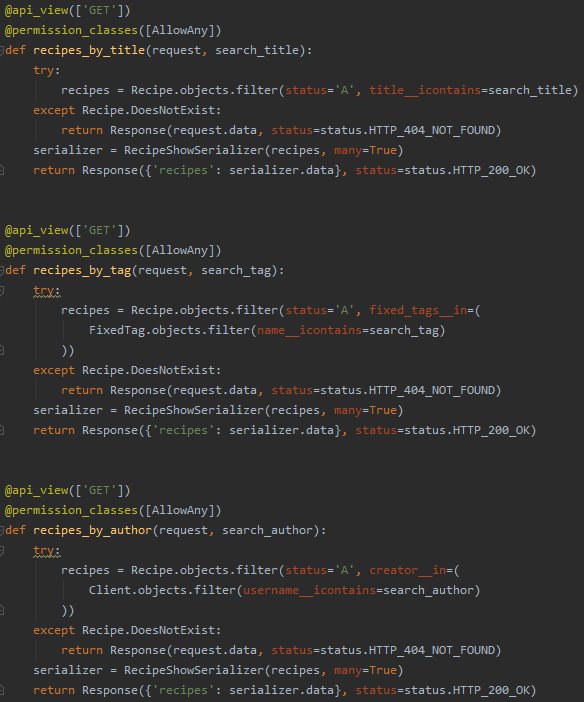 @api_view(['GET'])
@permission_classes([AllowAny])
def recipes_by_title(request, search_title):
    try:
        recipes = Recipe.objects.filter(status='A', title__icontains=search_title)
    except Recipe.DoesNotExist:
        return Response(request.data, status=status.HTTP_404_NOT_FOUND)
    serializer = RecipeShowSerializer(recipes, many=True)
    return Response({'recipes': serializer.data}, status=status.HTTP_200_OK)
@api_view(['GET'])
@permission_classes([AllowAny])
def recipes_by_tag(request, search_tag):
    try:
        recipes = Recipe.objects.filter(status='A', fixed_tags__in=(
            FixedTag.objects.filter(name__icontains=search_tag)
        ))
    except Recipe.DoesNotExist:
        return Response(request.data, status=status.HTTP_404_NOT_FOUND)
    serializer = RecipeShowSerializer(recipes, many=True)
    return Response({'recipes': serializer.data}, status=status.HTTP_200_OK)
@api_view(['GET'])
@permission_classes([AllowAny])
def recipes_by_author(request, search_author):
    try:
        recipes = Recipe.objects.filter(status='A', creator__in=(
            Client.objects.filter(username__icontains=search_author)
        ))
    except Recipe.DoesNotExist:
        return Response(request.data, status=status.HTTP_404_NOT_FOUND)
    serializer = RecipeShowSerializer(recipes, many=True)
    return Response({'recipes': serializer.data}, status=status.HTTP_200_OK)